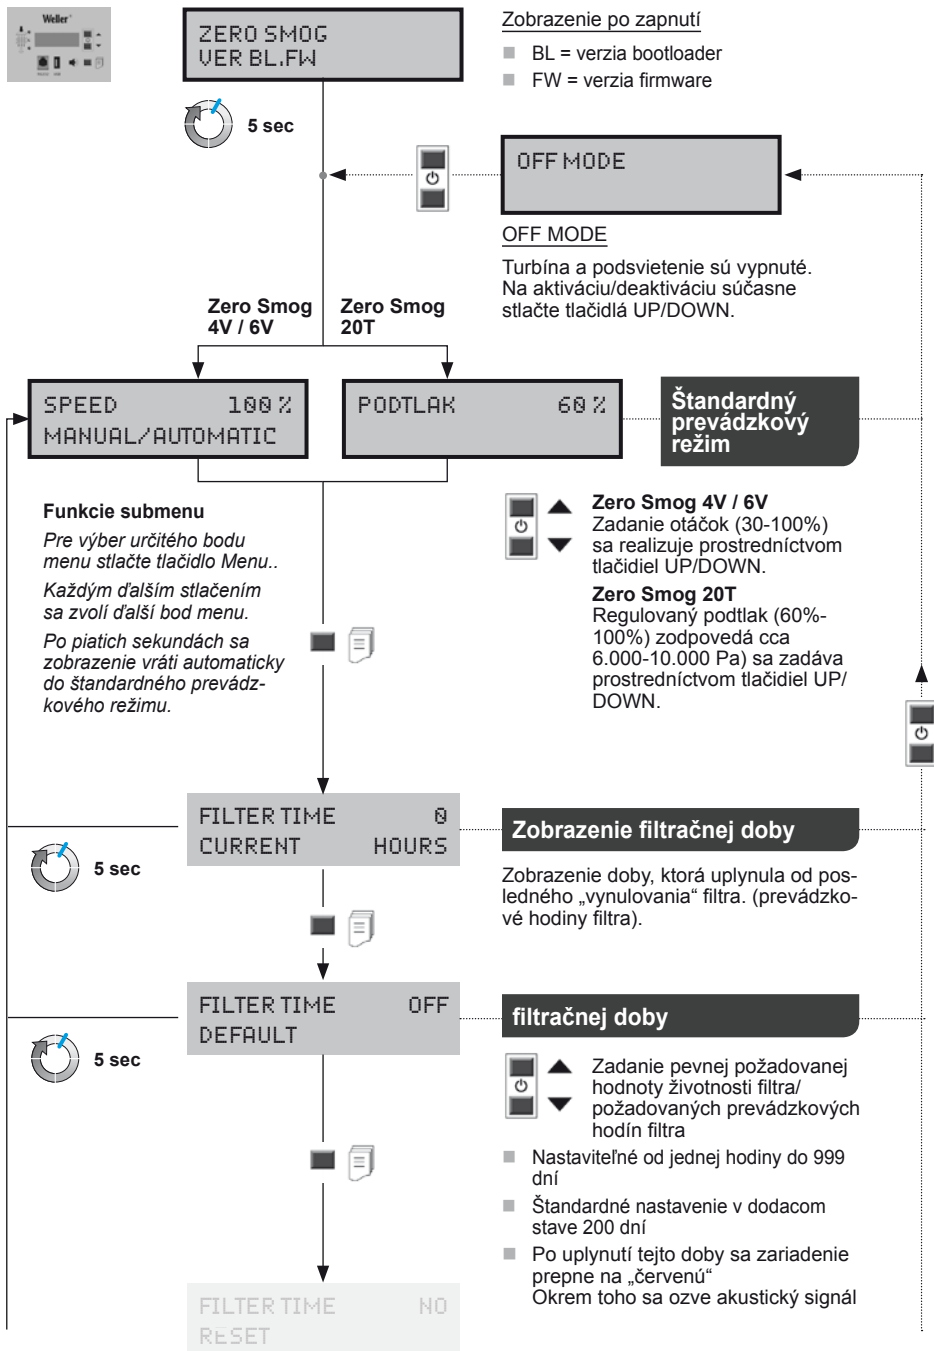 Weller
ZERO SMOG
VER BL.FW
Zobrazenie po zapnutí
BL = verzia bootloader
FW = verzia firmware
5 sec
OFF MODE
OFF MODE
Turbína a podsvietenie sú vypnuté.
Na aktiváciu/deaktiváciu súčasne
stlačte tlačidlá UP/DOWN.
Zero Smog
4V / 6V
Zero Smog
20T
SPEED 100 %
MANUAL/AUTOMATIC
PODTLAK 60 %
Štandardný
prevádzkový
režim
Funkcie submenu
Pre výber určitého bodu
menu stlačte tlačidlo Menu..
Každým ďalším stlačením
sa zvolí ďalší bod menu.
Po piatich sekundách sa
zobrazenie vráti automaticky
do štandardného prevádz-
kového režimu.
Zero Smog 4V / 6V
Zadanie otáčok (30-100%)
sa realizuje prostredníctvom
tlačidiel UP/DOWN.
Zero Smog 20T
Regulovaný podtlak (60%-
100%) zodpovedá cca
6.000-10.000 Pa) sa zadáva
prostredníctvom tlačidiel UP/
DOWN.
FILTER TIME 0
CURRENT HOURS
5 sec
Zobrazenie filtračnej doby
Zobrazenie doby, ktorá uplynula od pos-
ledného „vynulovania“ filtra. (prevádzko-
vé hodiny filtra).
FILTER TIME OFF
DEFAULT
5 sec
filtračnej doby
Zadanie pevnej požadovanej
hodnoty životnosti filtra/
požadovaných prevádzkových
hodín filtra
Nastaviteľné od jednej hodiny do 999
dní
Štandardné nastavenie v dodacom
stave 200 dní
Po uplynutí tejto doby sa zariadenie
prepne na „červenú“
Okrem toho sa ozve akustický signál
FILTER TIME NO
RESET